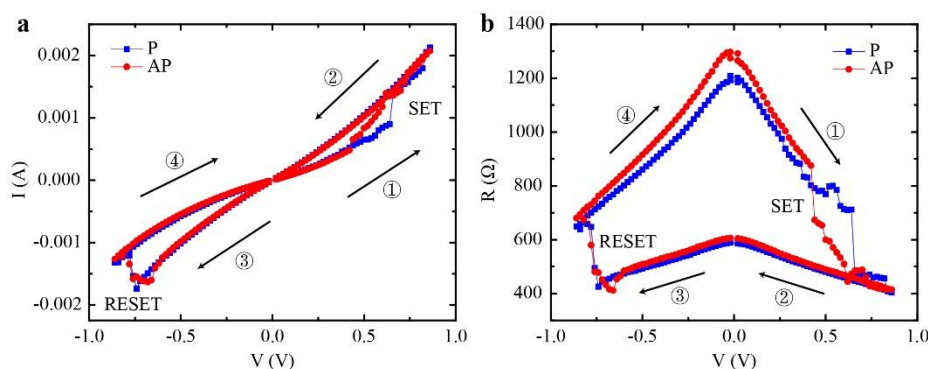 a
0.002
0.001
0.000
-0.001
-0.002
I (A)
P
AP
②
SET
④
①
③
RESET
-1.0 -0.5 0.0 0.5 1.0
V (V)
b
1400
1200
1000
800
600
400
R (Ω)
P
AP
④
①
SET
RESET
③
②
-1.0 -0.5 0.0 0.5 1.0
V (V)